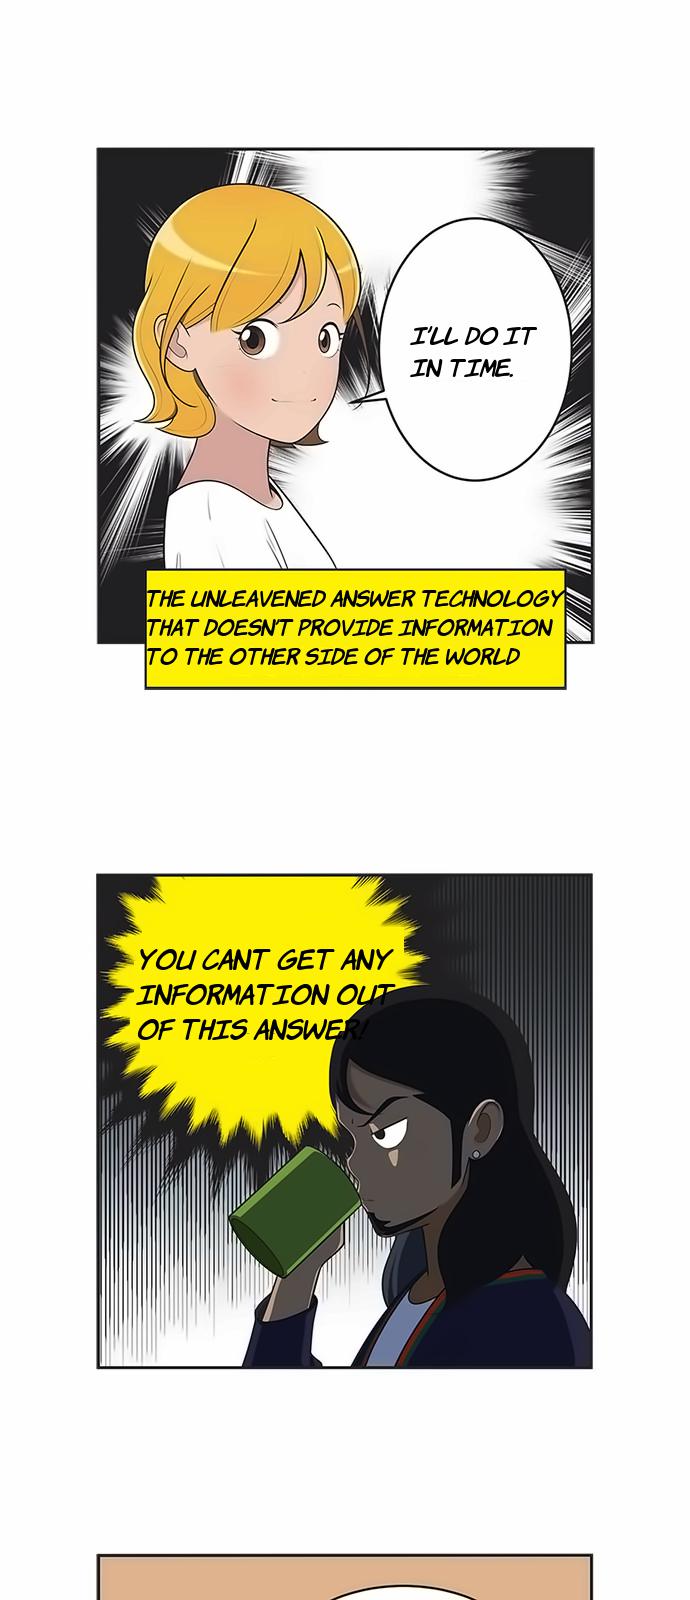 I'LL DO IT
IN TIME.
THE UNLEAVENED ANSWER TECHNOLOGY
THAT DOESN'T PROVIDE INFORMATION
TO THE OTHER SIDE OF THE WORLD
YOU CANT GET ANY
INFORMATION OUT
OF THIS ANSWER!